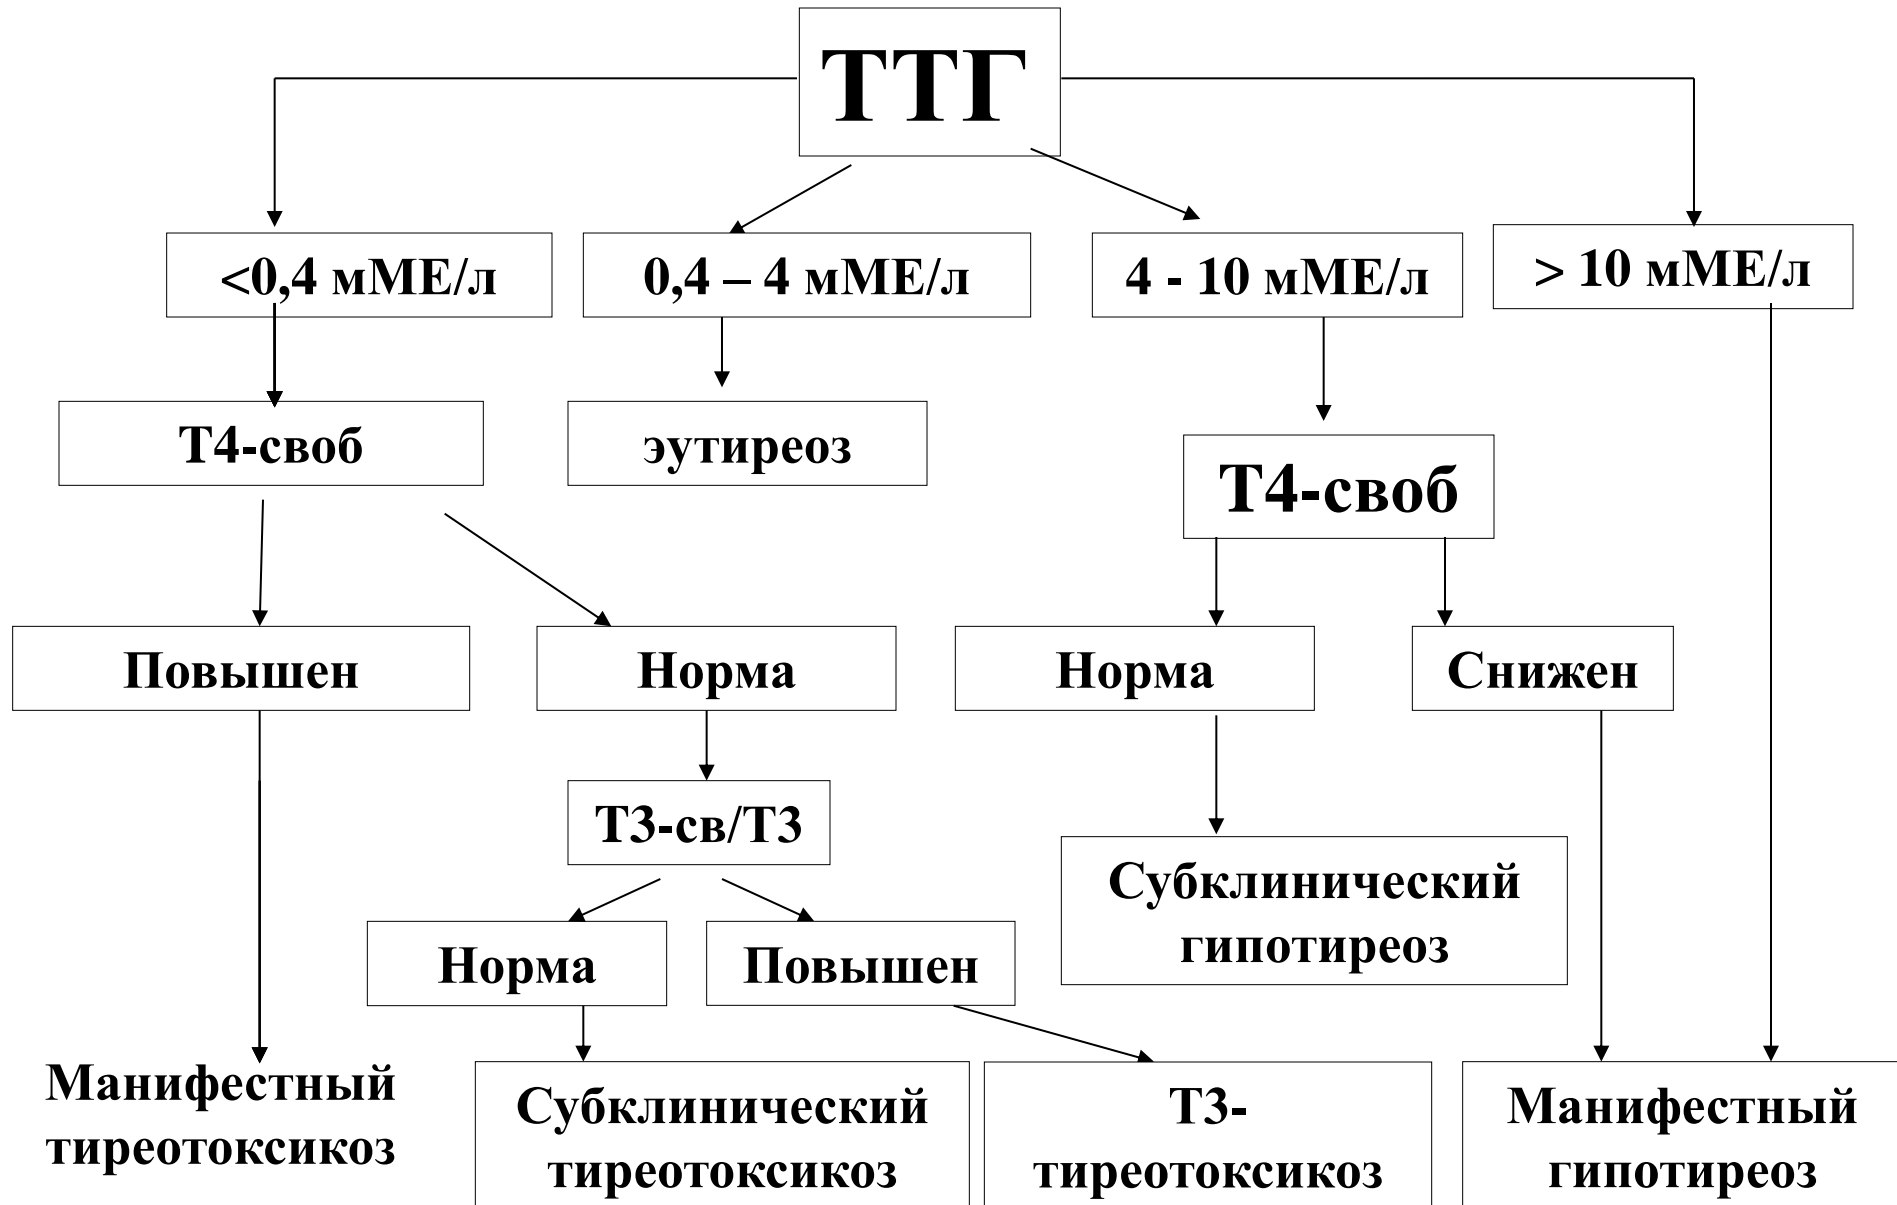 ТТГ
<0,4 мМЕ/л
0,4 – 4 мМЕ/л
4 - 10 мМЕ/л
> 10 мМЕ/л
Т4-своб
эутиреоз
Т4-своб
Повышен
Норма
Норма
Снижен
Т3-св/Т3
Субклинический
гипотиреоз
Норма
Повышен
Манифестный
тиреотоксикоз
Субклинический
тиреотоксикоз
Т3-
тиреотоксикоз
Манифестный
гипотиреоз